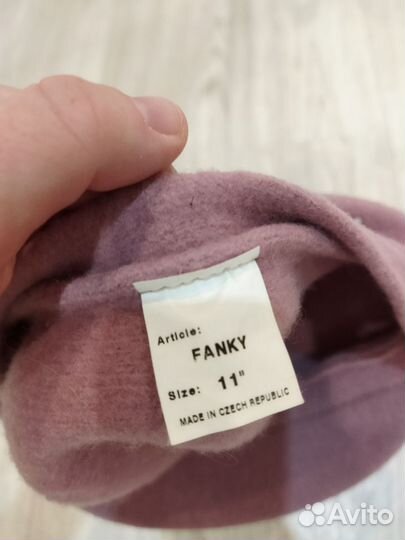 Article:
FANKY
Size: 11"
MADE IN CZECH REPUBLIC
Avito